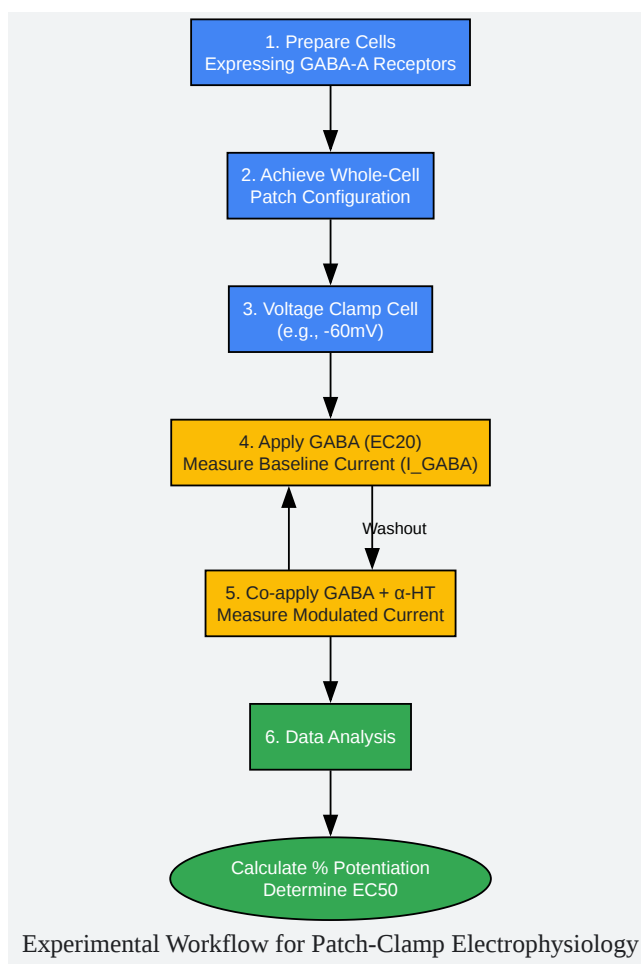 1. Prepare Cells
Expressing GABA-A Receptors
2. Achieve Whole-Cell
Patch Configuration
3. Voltage Clamp Cell
(e.g., -60mV)
4. Apply GABA (EC20)
Measure Baseline Current (I_GABA)
Washout
5. Co-apply GABA + α-HT
Measure Modulated Current
6. Data Analysis
Calculate % Potentiation
Determine EC50
Experimental Workflow for Patch-Clamp Electrophysiology